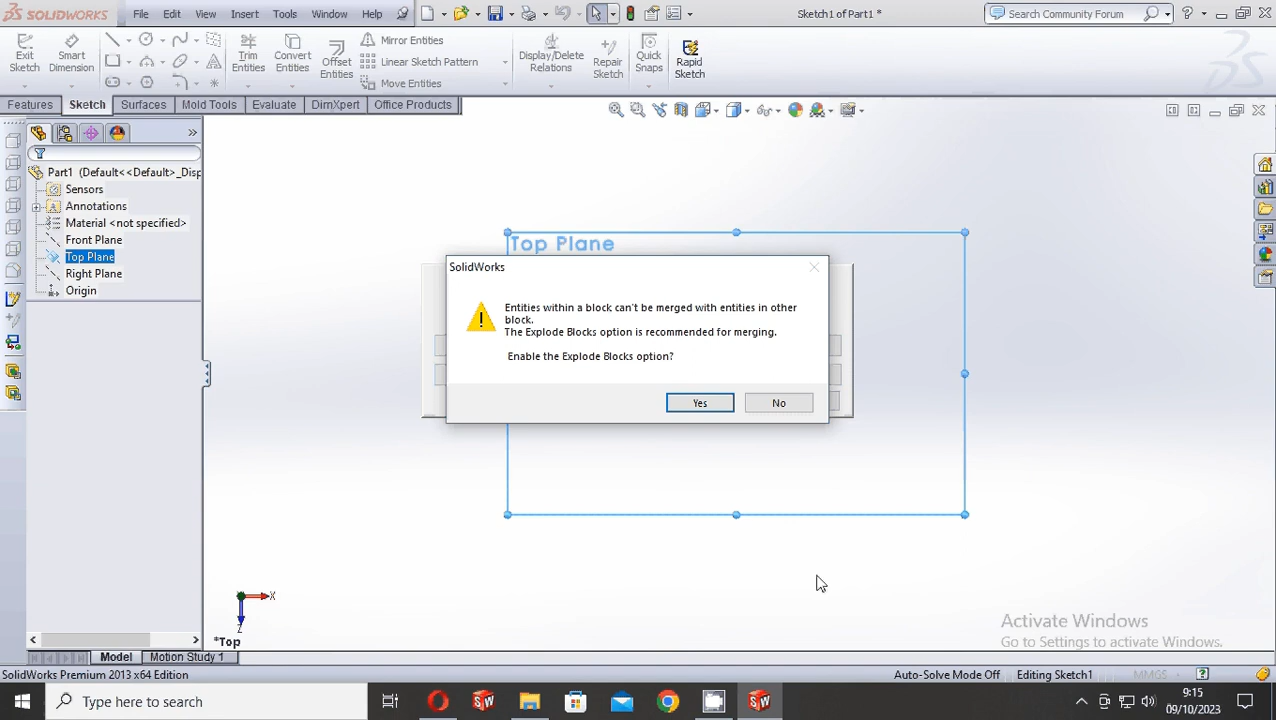 SOLIDWORKS
File Edit View Insert Tools Window Help
Sketch1 of Part1 *
Search Community Forum
Exit Sketch
Smart Dimension
Trim Entities
Convert Entities
Offset Entities
Mirror Entities
Linear Sketch Pattern
Move Entities
Display/Delete Relations
Repair Sketch
Quick Snaps
Rapid Sketch
Features Sketch Surfaces Mold Tools Evaluate DimXpert Office Products
Part1 (Default<<Default>_Disp
Sensors
Annotations
Material <not specified>
Front Plane
Top Plane
Right Plane
Origin
Top Plane
SolidWorks
Entities within a block can't be merged with entities in other
block.
The Explode Blocks option is recommended for merging.
Enable the Explode Blocks option?
Yes No
X
Z
*Top
Activate Windows
Go to Settings to activate Windows.
Model Motion Study 1
SolidWorks Premium 2013 x64 Edition
Auto-Solve Mode Off Editing Sketch1 MMGS
Type here to search
9:15
09/10/2023